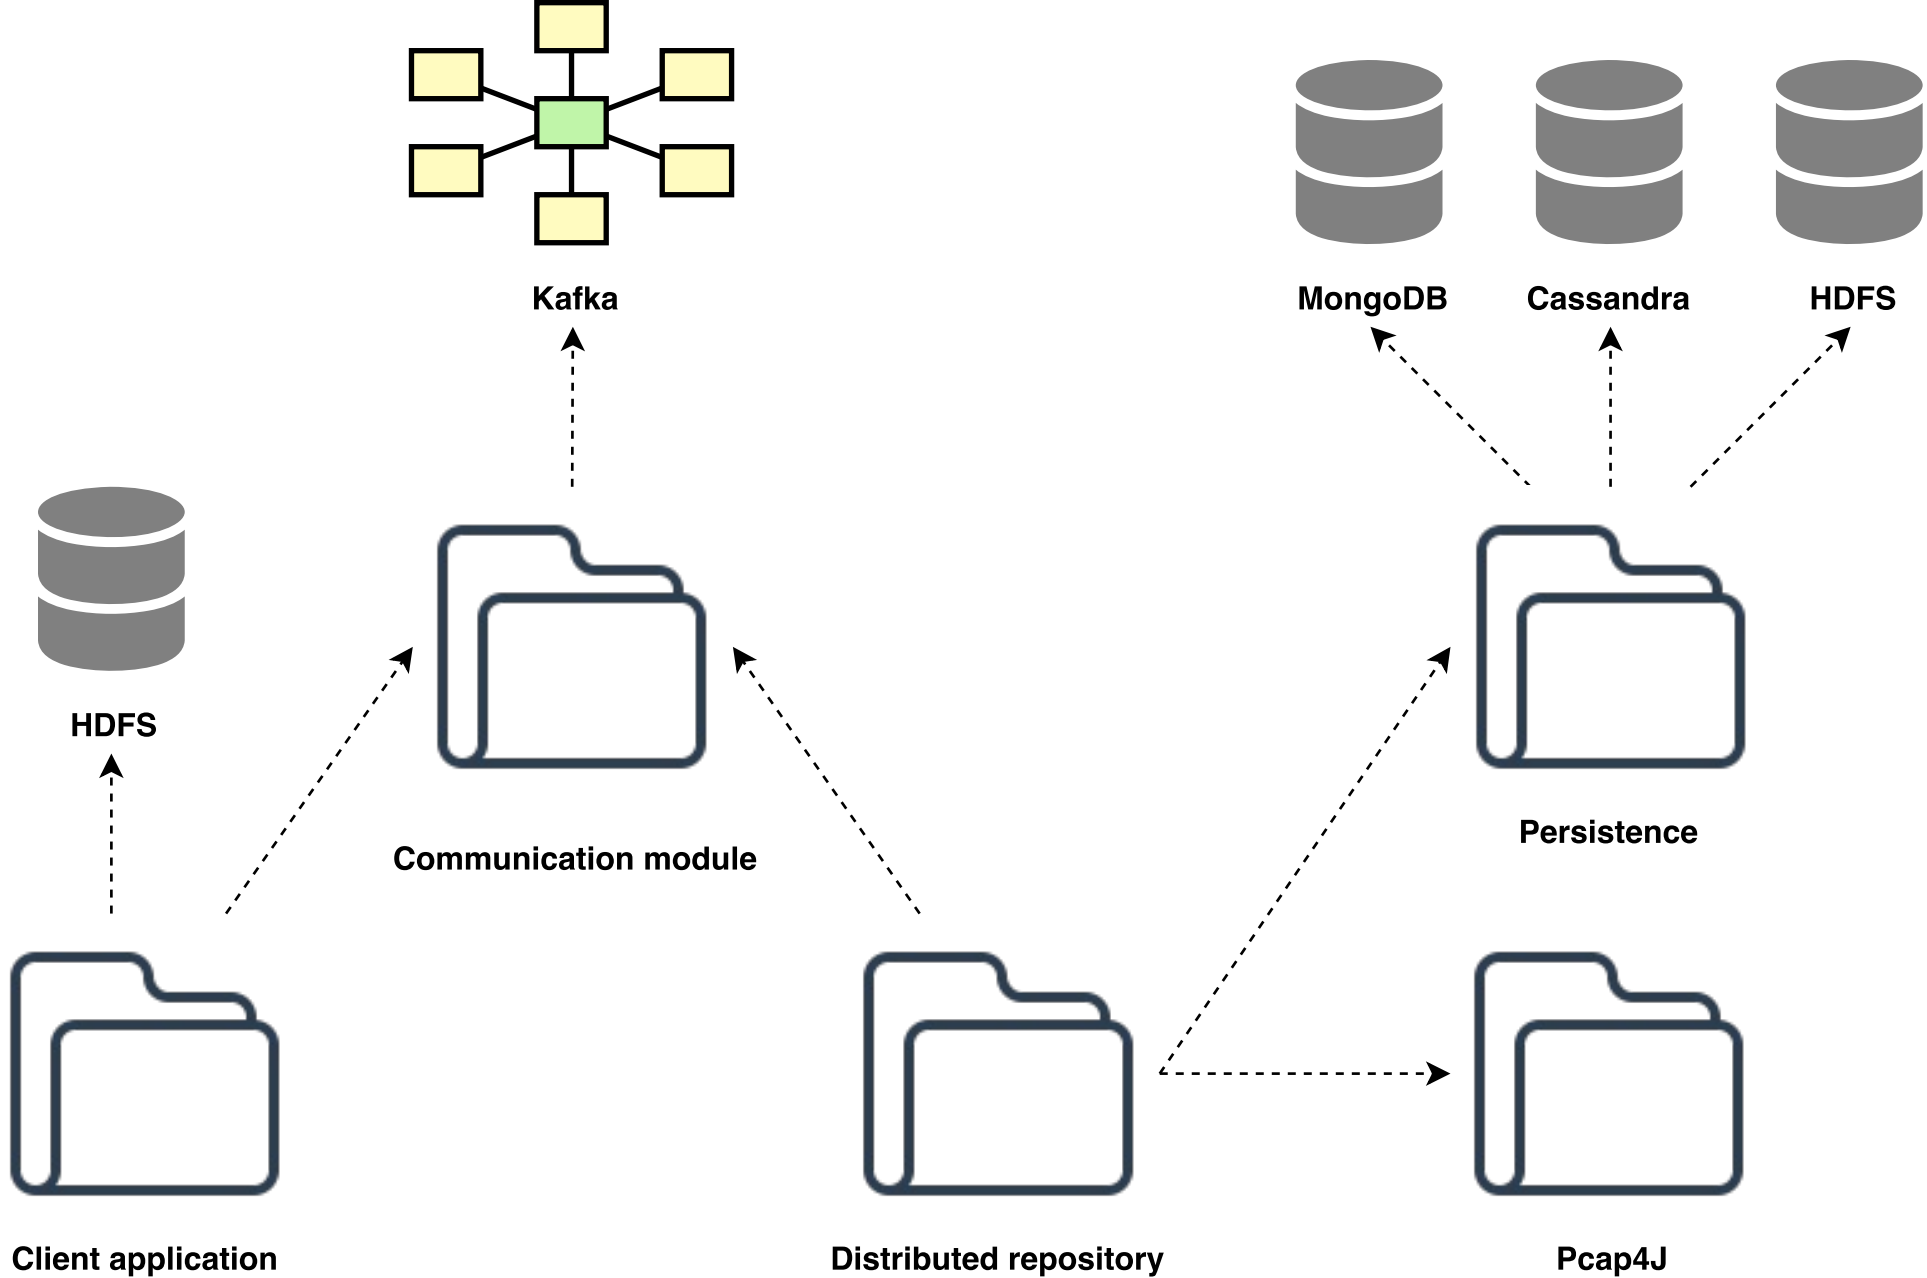 Kafka
MongoDB
Cassandra
HDFS
HDFS
Communication module
Persistence
Client application
Distributed repository
Pcap4J